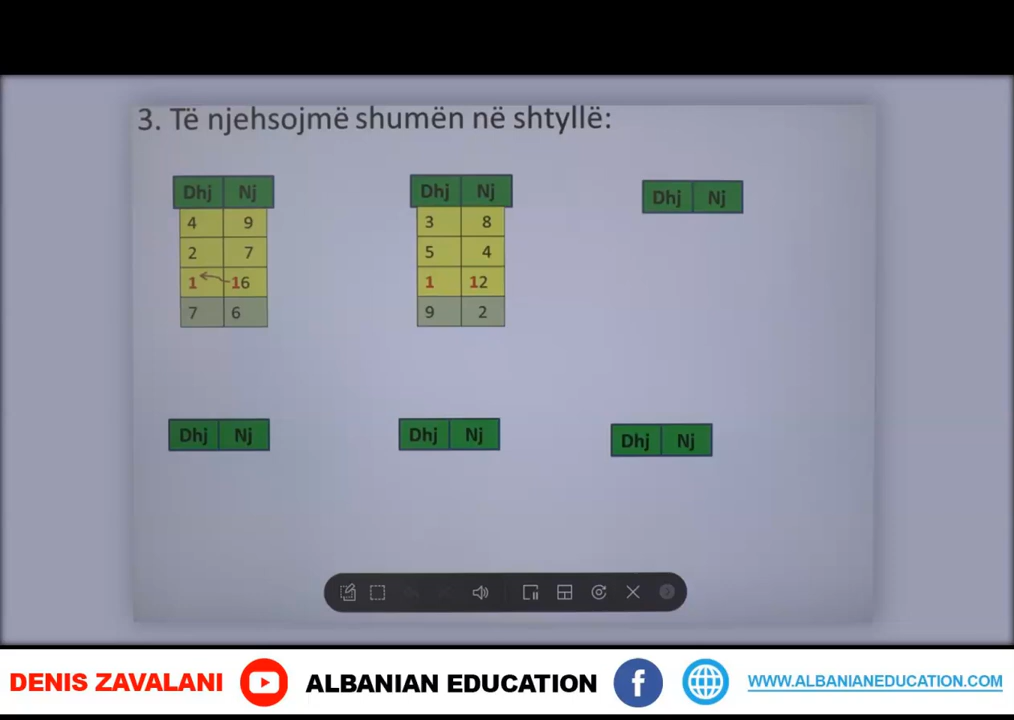 3. Të njehsojmë shumën në shtyllë:
Dhj Nj
4 9
2 7
1 16
7 6
Dhj Nj
3 8
5 4
1 12
9 2
Dhj Nj
Dhj Nj
Dhj Nj
Dhj Nj
DENIS ZAVALANI ALBANIAN EDUCATION f WWW.ALBANIANEDUCATION.COM